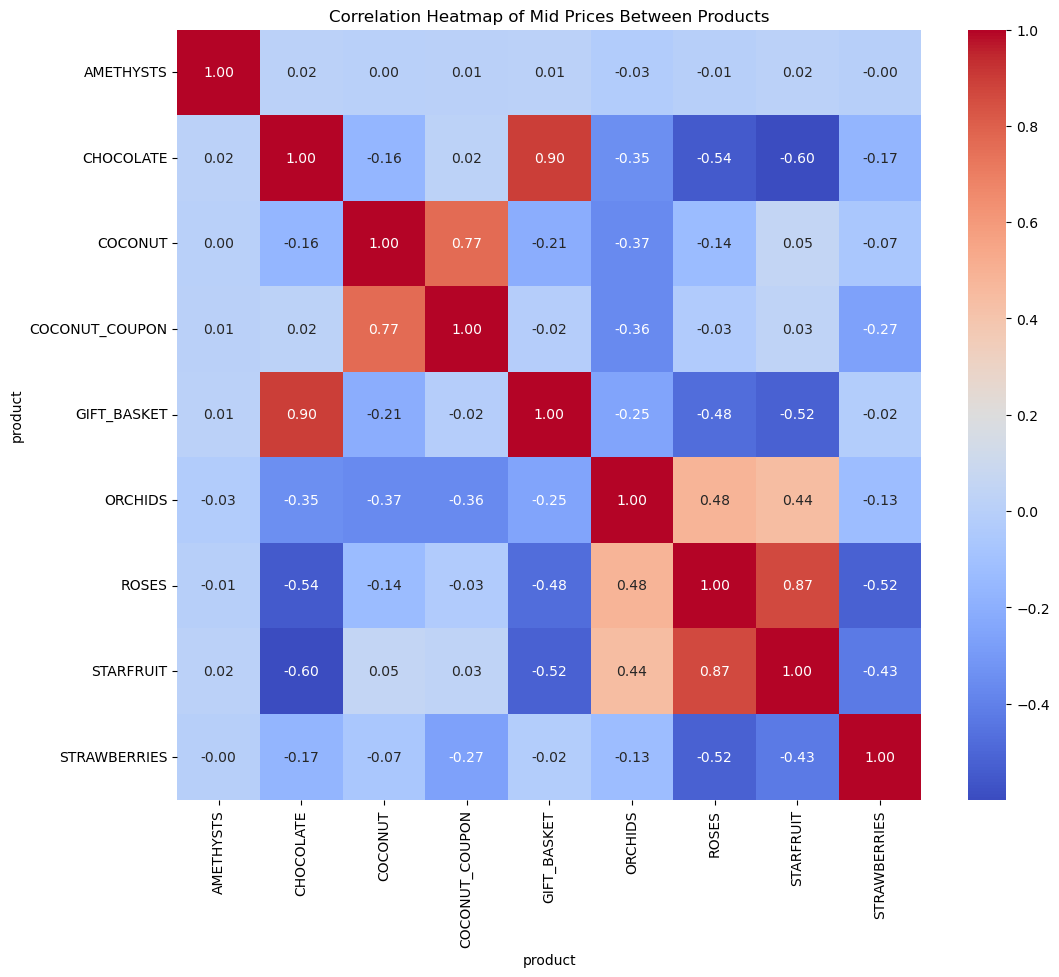 Correlation Heatmap of Mid Prices Between Products
AMETHYSTS 1.00 0.02 0.00 0.01 0.01 -0.03 -0.01 0.02 -0.00
CHOCOLATE 0.02 1.00 -0.16 0.02 0.90 -0.35 -0.54 -0.60 -0.17
COCONUT 0.00 -0.16 1.00 0.77 -0.21 -0.37 -0.14 0.05 -0.07
COCONUT_COUPON 0.01 0.02 0.77 1.00 -0.02 -0.36 -0.03 0.03 -0.27
GIFT_BASKET 0.01 0.90 -0.21 -0.02 1.00 -0.25 -0.48 -0.52 -0.02
ORCHIDS -0.03 -0.35 -0.37 -0.36 -0.25 1.00 0.48 0.44 -0.13
ROSES -0.01 -0.54 -0.14 -0.03 -0.48 0.48 1.00 0.87 -0.52
STARFRUIT 0.02 -0.60 0.05 0.03 -0.52 0.44 0.87 1.00 -0.43
STRAWBERRIES -0.00 -0.17 -0.07 -0.27 -0.02 -0.13 -0.52 -0.43 1.00
product
AMETHYSTS
CHOCOLATE
COCONUT
COCONUT_COUPON
GIFT_BASKET
ORCHIDS
ROSES
STARFRUIT
STRAWBERRIES
product
1.0
0.8
0.6
0.4
0.2
0.0
−0.2
−0.4